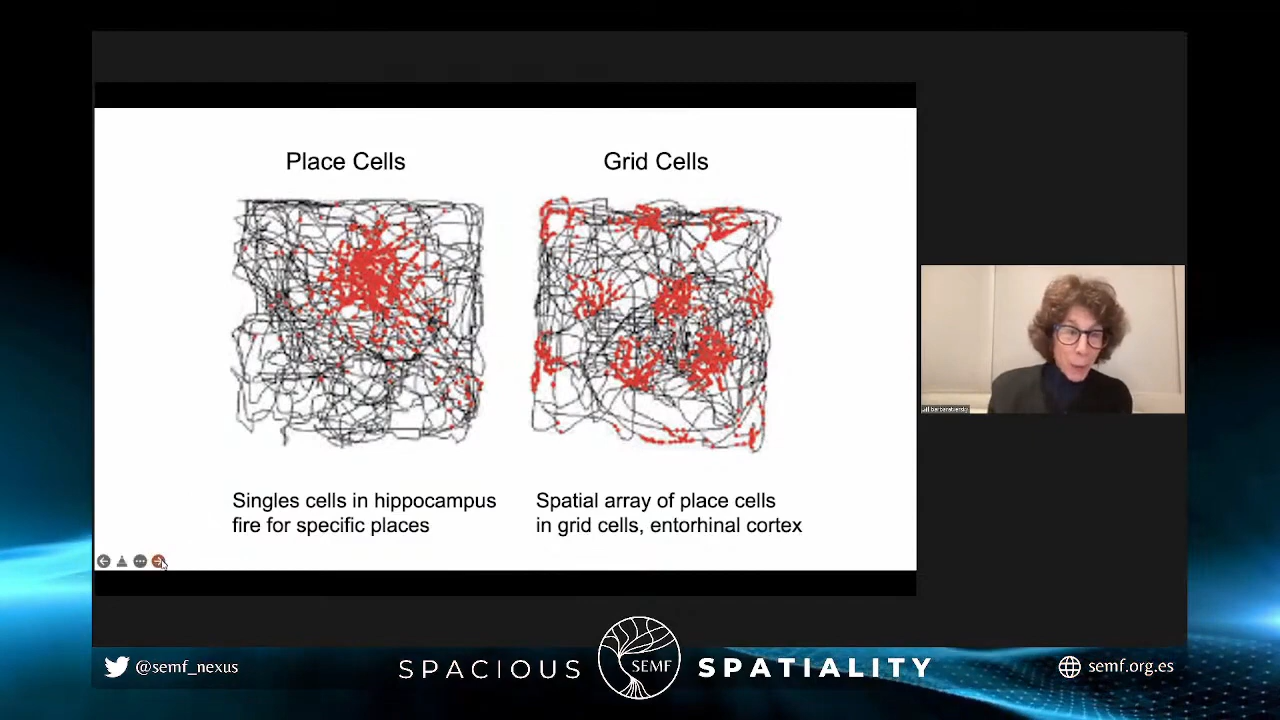 Place Cells
Grid Cells
Singles cells in hippocampus
fire for specific places
Spatial array of place cells
in grid cells, entorhinal cortex
barbaratversky
@semf_nexus
SPACIOUS
SEMF
SPATIALITY
semf.org.es